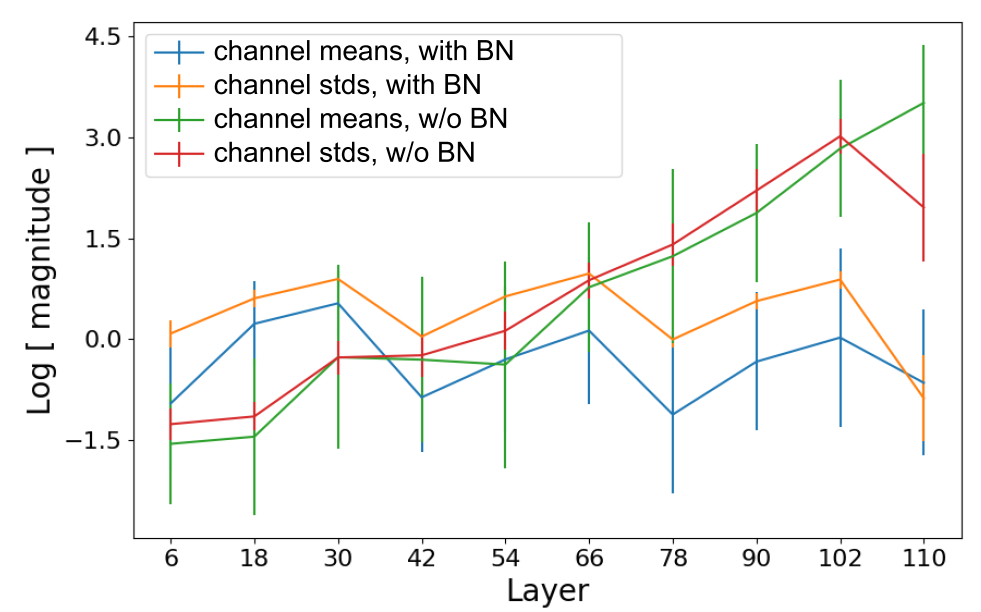 4.5
3.0
1.5
0.0
−1.5
Log [ magnitude ]
channel means, with BN
channel stds, with BN
channel means, w/o BN
channel stds, w/o BN
6 18 30 42 54 66 78 90 102 110
Layer